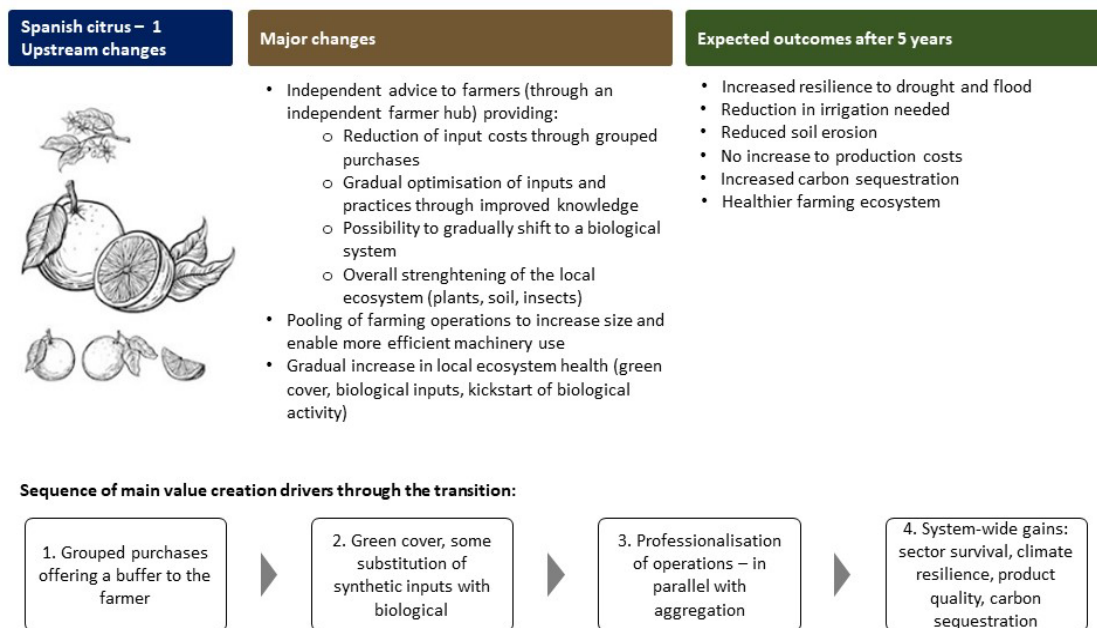 Spanish citrus – 1
Upstream changes
Major changes
Expected outcomes after 5 years
• Independent advice to farmers (through an
independent farmer hub) providing:
o Reduction of input costs through grouped
purchases
o Gradual optimisation of inputs and
practices through improved knowledge
o Possibility to gradually shift to a biological
system
o Overall strenghtening of the local
ecosystem (plants, soil, insects)
• Pooling of farming operations to increase size and
enable more efficient machinery use
• Gradual increase in local ecosystem health (green
cover, biological inputs, kickstart of biological
activity)
• Increased resilience to drought and flood
• Reduction in irrigation needed
• Reduced soil erosion
• No increase to production costs
• Increased carbon sequestration
• Healthier farming ecosystem
Sequence of main value creation drivers through the transition:
1. Grouped purchases
offering a buffer to the
farmer
2. Green cover, some
substitution of
synthetic inputs with
biological
3. Professionalisation
of operations – in
parallel with
aggregation
4. System-wide gains:
sector survival, climate
resilience, product
quality, carbon
sequestration